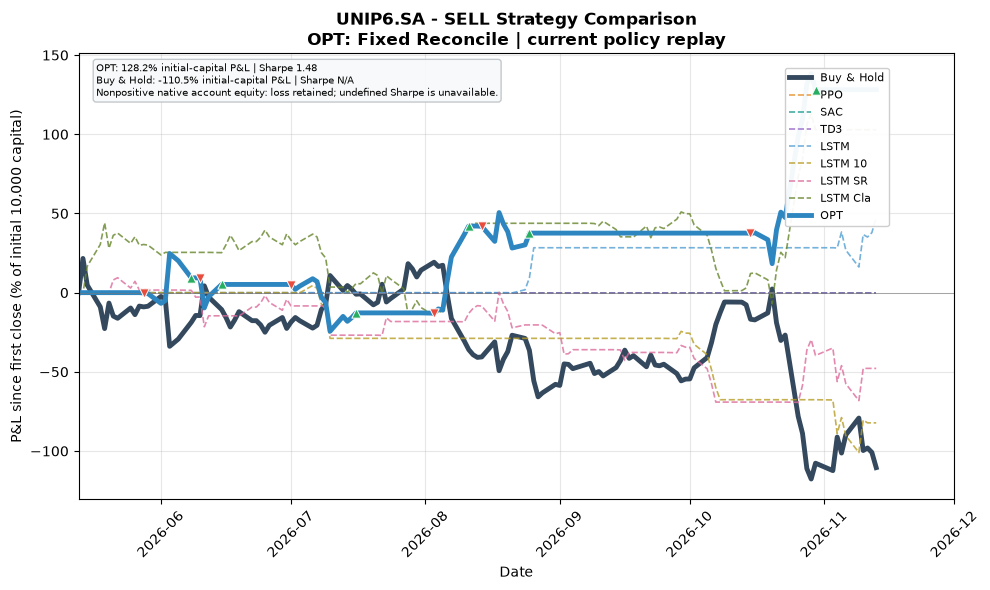 UNIP6.SA - SELL Strategy Comparison
OPT: Fixed Reconcile | current policy replay
OPT: 128.2% initial-capital P&L | Sharpe 1.48
Buy & Hold: -110.5% initial-capital P&L | Sharpe N/A
Nonpositive native account equity: loss retained; undefined Sharpe is unavailable.
Buy & Hold
PPO
SAC
TD3
LSTM
LSTM 10
LSTM SR
LSTM Cla
OPT
P&L since first close (% of initial 10,000 capital)
150
100
50
0
−50
−100
2026-06
2026-07
2026-08
2026-09
2026-10
2026-11
2026-12
Date